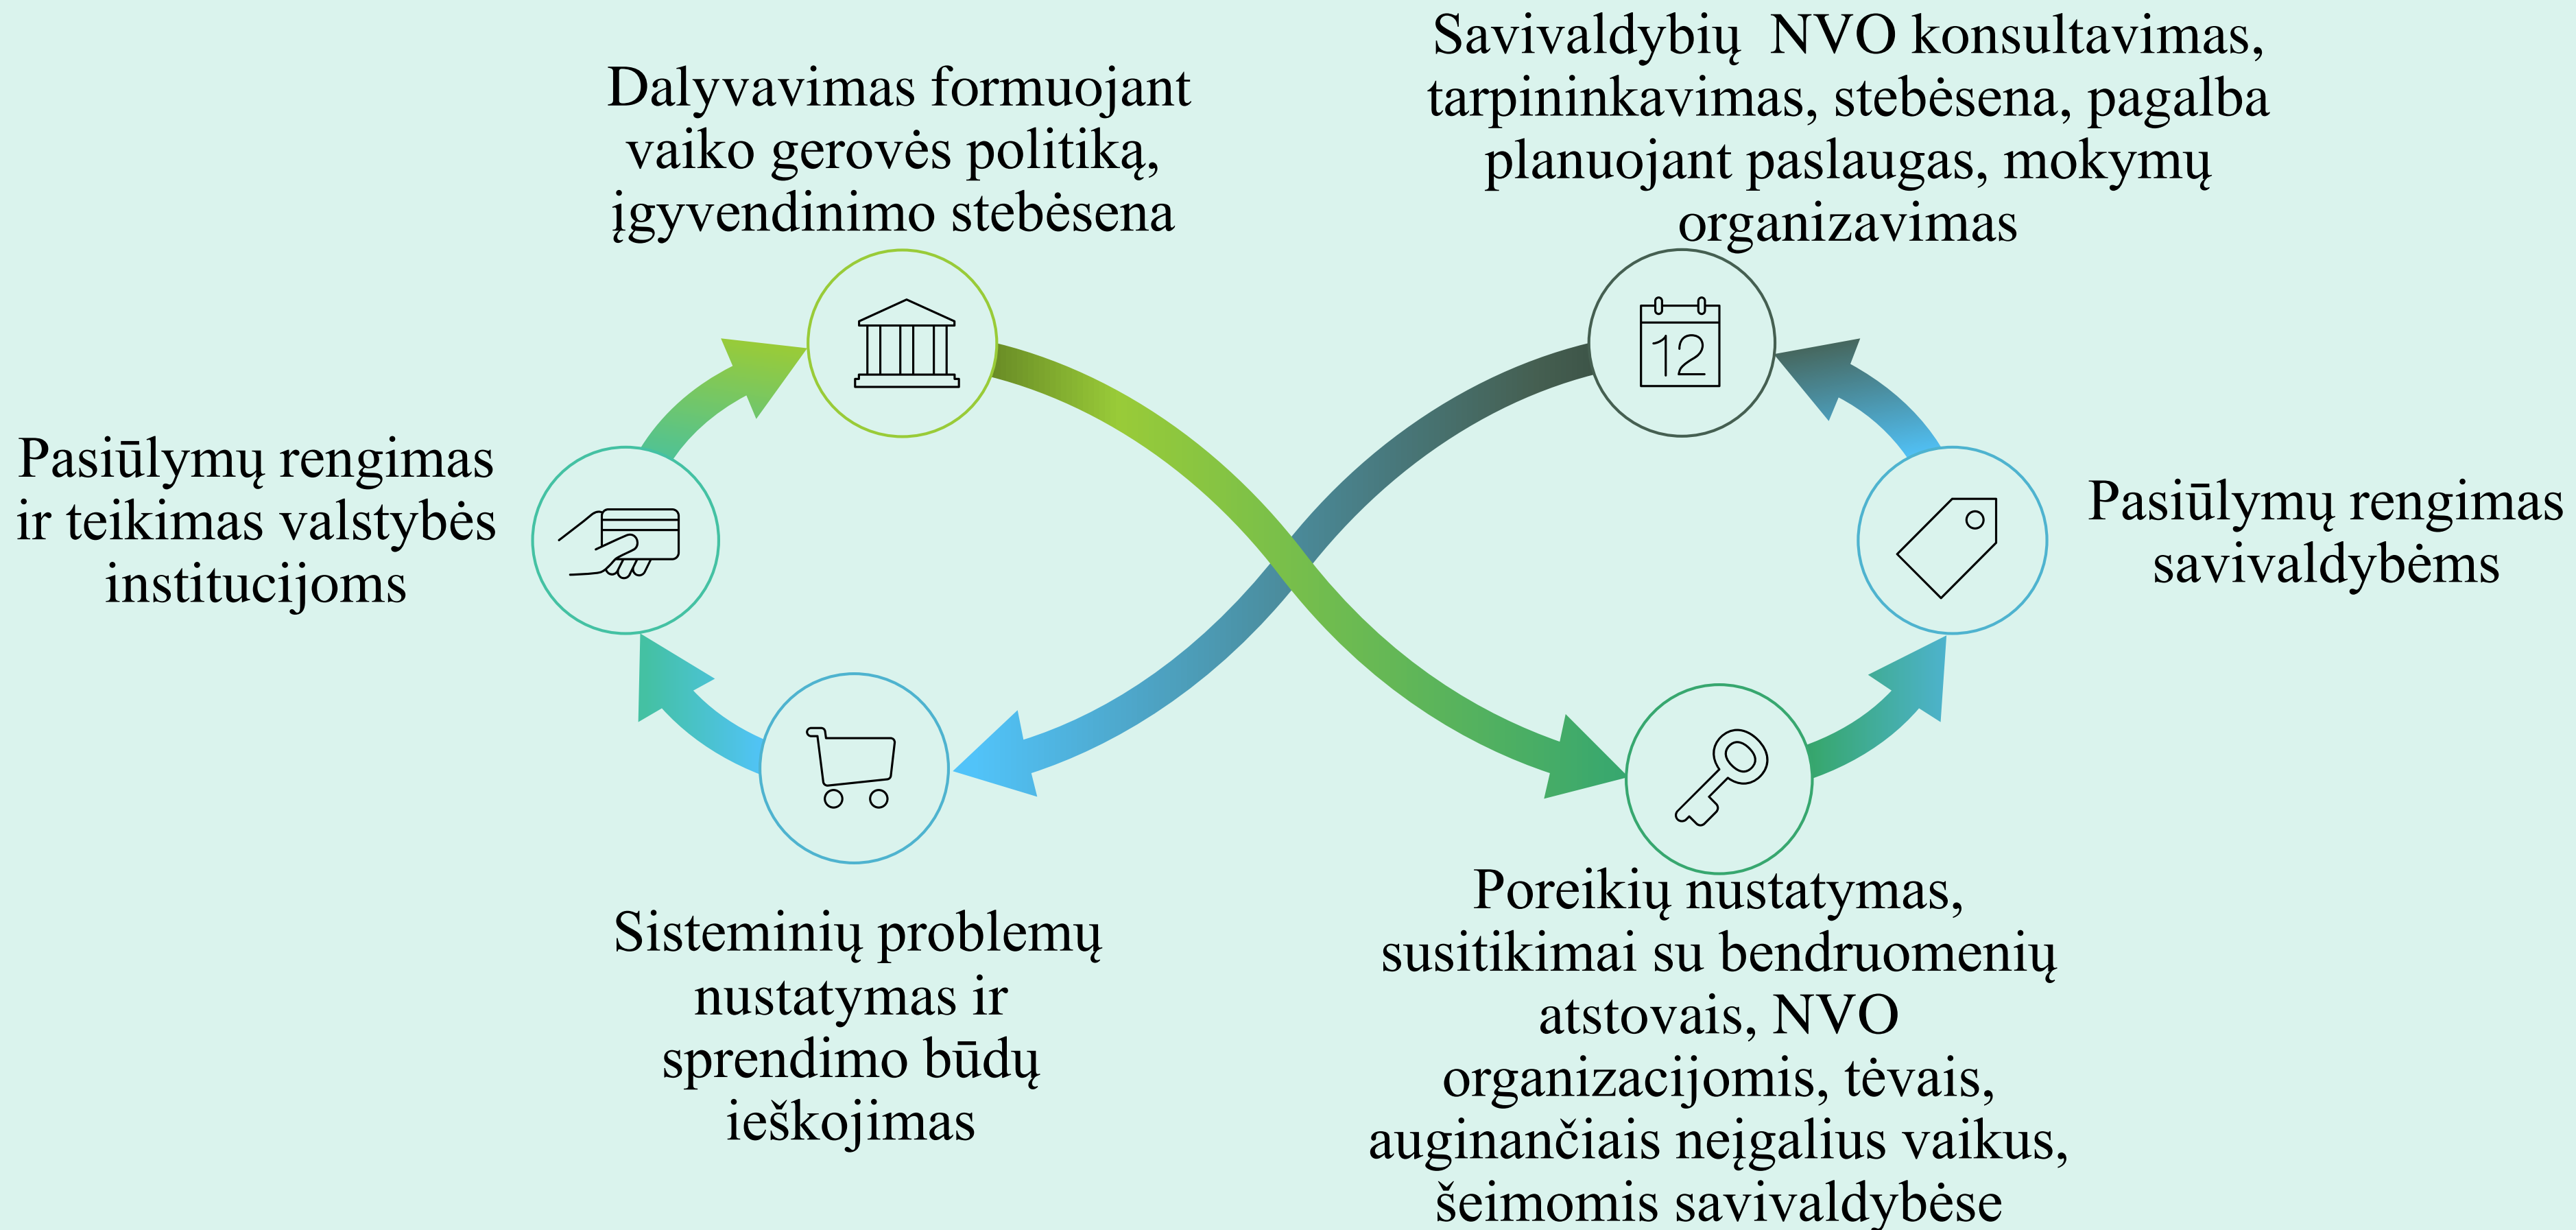 Dalyvavimas formuojant
vaiko gerovės politiką,
įgyvendinimo stebėsena
Savivaldybių NVO konsultavimas,
tarpininkavimas, stebėsena, pagalba
planuojant paslaugas, mokymų
organizavimas
12
Pasiūlymų rengimas
ir teikimas valstybės
institucijoms
Pasiūlymų rengimas
savivaldybėms
Sisteminių problemų
nustatymas ir
sprendimo būdų
ieškojimas
Poreikių nustatymas,
susitikimai su bendruomenių
atstovais, NVO
organizacijomis, tėvais,
auginančiais neįgalius vaikus,
šeimomis savivaldybėse